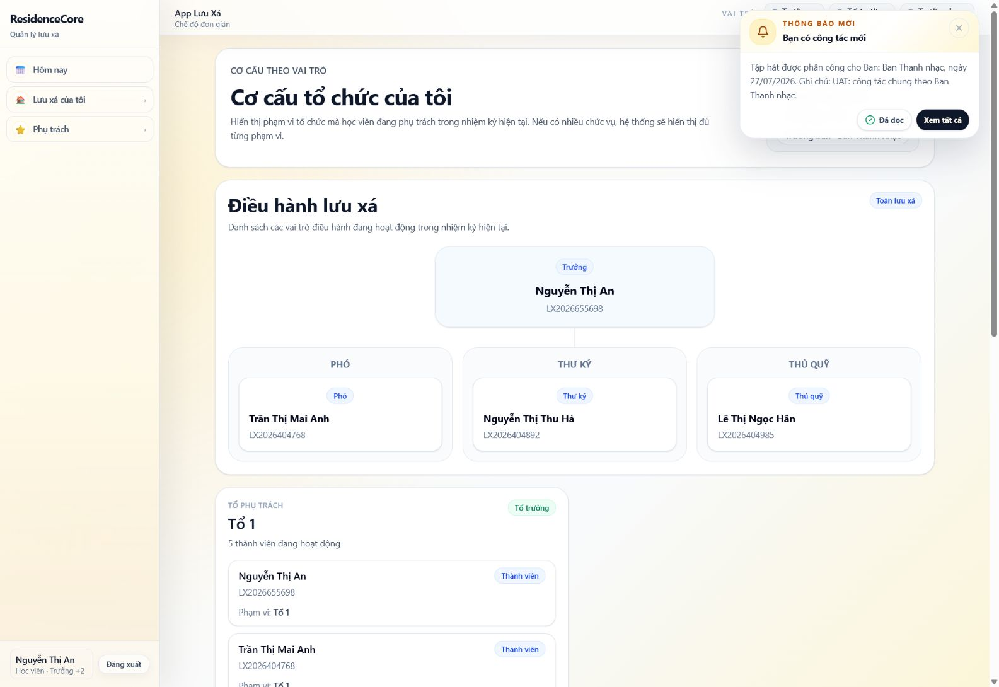 ResidenceCore
Quản lý lưu xá
Hôm nay
Lưu xá của tôi
Phụ trách
Nguyễn Thị An
Học viên · Trưởng +2
Đăng xuất
App Lưu Xá
Chế độ đơn giản
THÔNG BÁO MỚI
Bạn có công tác mới
Tập hát được phân công cho Ban: Ban Thanh nhạc, ngày
27/07/2026. Ghi chú: UAT: công tác chung theo Ban
Thanh nhạc.
Đã đọc
Xem tất cả
CƠ CẤU THEO VAI TRÒ
Cơ cấu tổ chức của tôi
Hiển thị phạm vi tổ chức mà học viên đang phụ trách trong nhiệm kỳ hiện tại. Nếu có nhiều chức vụ, hệ thống sẽ hiển thị đủ
từng phạm vi.
Điều hành lưu xá
Toàn lưu xá
Danh sách các vai trò điều hành đang hoạt động trong nhiệm kỳ hiện tại.
Trưởng
Nguyễn Thị An
LX2026655698
PHÓ
Phó
Trần Thị Mai Anh
LX2026404768
THƯ KÝ
Thư ký
Nguyễn Thị Thu Hà
LX2026404892
THỦ QUỸ
Thủ quỹ
Lê Thị Ngọc Hân
LX2026404985
TỔ PHỤ TRÁCH
Tổ trưởng
Tổ 1
5 thành viên đang hoạt động
Nguyễn Thị An
Thành viên
LX2026655698
Phạm vi: Tổ 1
Trần Thị Mai Anh
Thành viên
LX2026404768
Phạm vi: Tổ 1